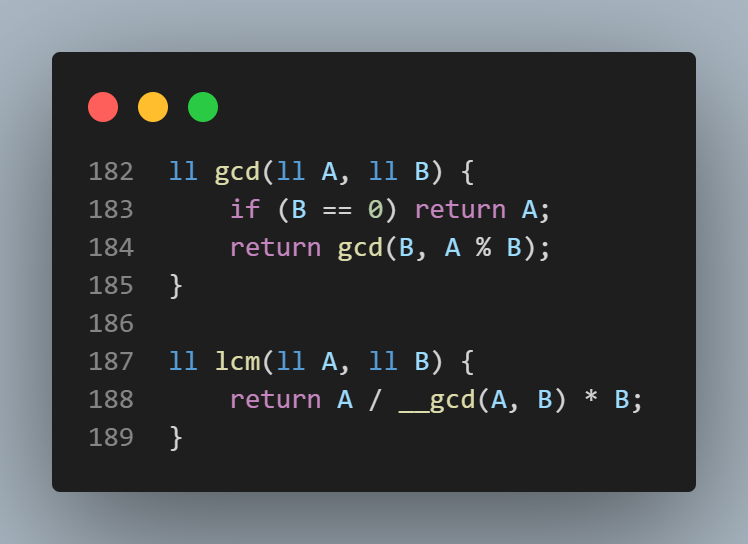 182 ll gcd(ll A, ll B) {
183     if (B == 0) return A;
184     return gcd(B, A % B);
185 }
186
187 ll lcm(ll A, ll B) {
188     return A / __gcd(A, B) * B;
189 }